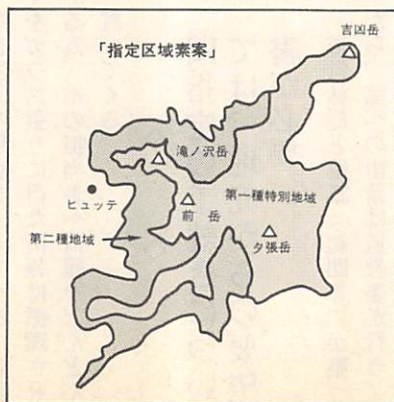 「指定区域素案」
吉凶岳
滝ノ沢岳
ヒュッテ
前岳
第一種特別地域
第二種地域
夕張岳